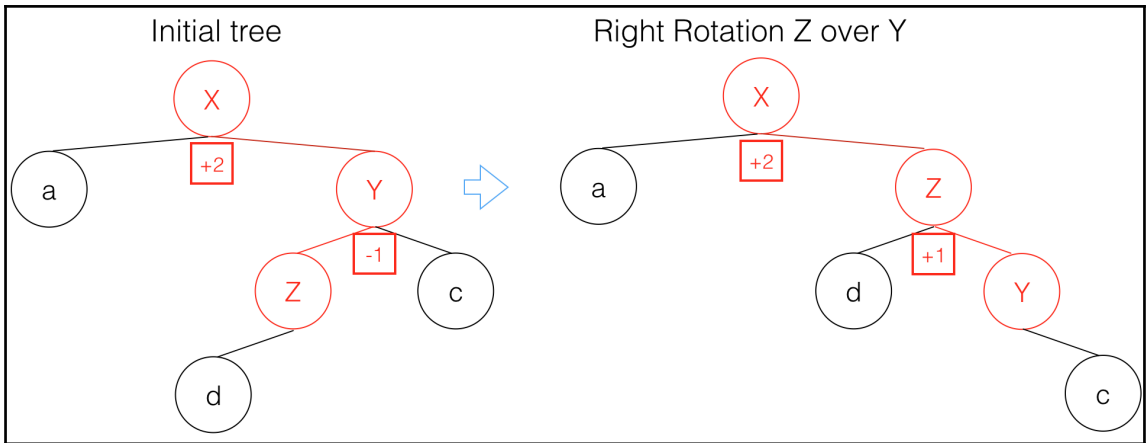 Initial tree
X
+2
a
Y
-1
Z
c
d
Right Rotation Z over Y
X
+2
a
Z
+1
d
Y
c